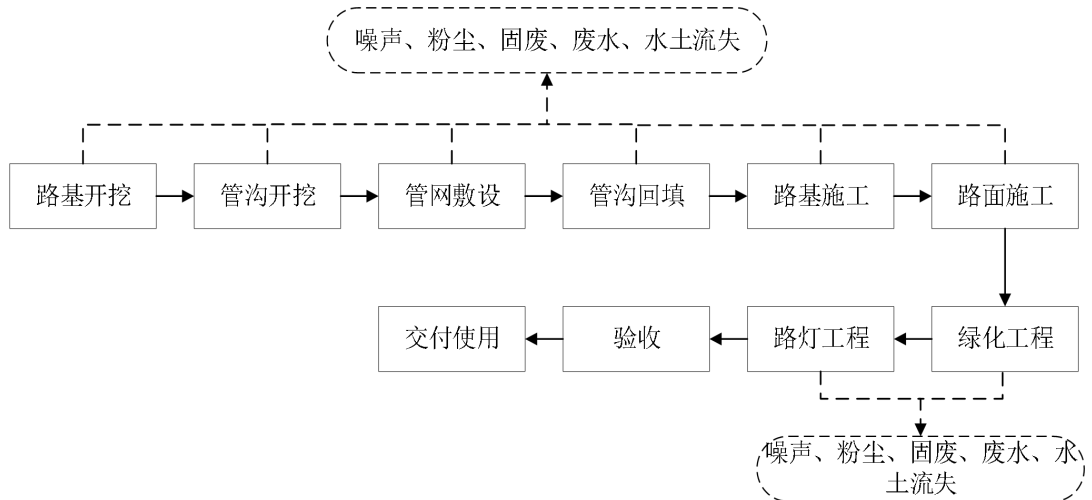 噪声、粉尘、固废、废水、水土流失
路基开挖
管沟开挖
管网敷设
管沟回填
路基施工
路面施工
交付使用
验收
路灯工程
绿化工程
噪声、粉尘、固废、废水、水
土流失